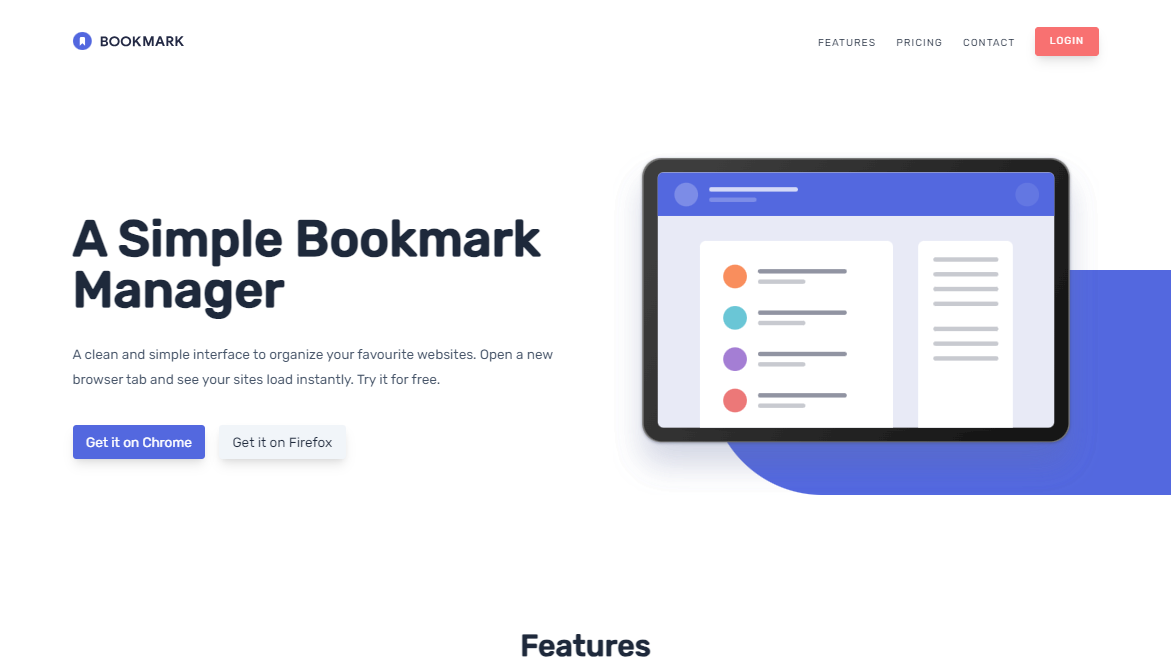 BOOKMARK
FEATURES PRICING CONTACT LOGIN
A Simple Bookmark
Manager
A clean and simple interface to organize your favourite websites. Open a new
browser tab and see your sites load instantly. Try it for free.
Get it on Chrome Get it on Firefox
Features